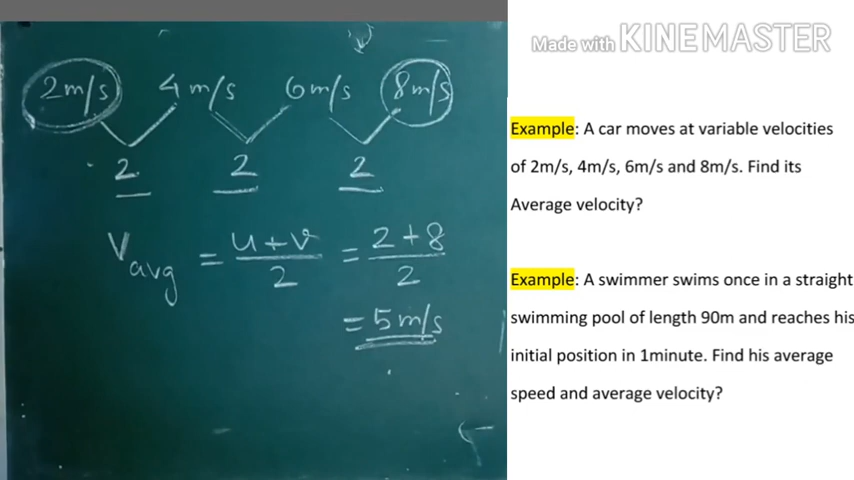 Made with KINEMASTER
2m/s 4m/s 6m/s 8m/s
2 2 2
Vavg = u+v/2 = 2+8/2
= 5m/s
Example: A car moves at variable velocities
of 2m/s, 4m/s, 6m/s and 8m/s. Find its
Average velocity?
Example: A swimmer swims once in a straight
swimming pool of length 90m and reaches his
initial position in 1minute. Find his average
speed and average velocity?